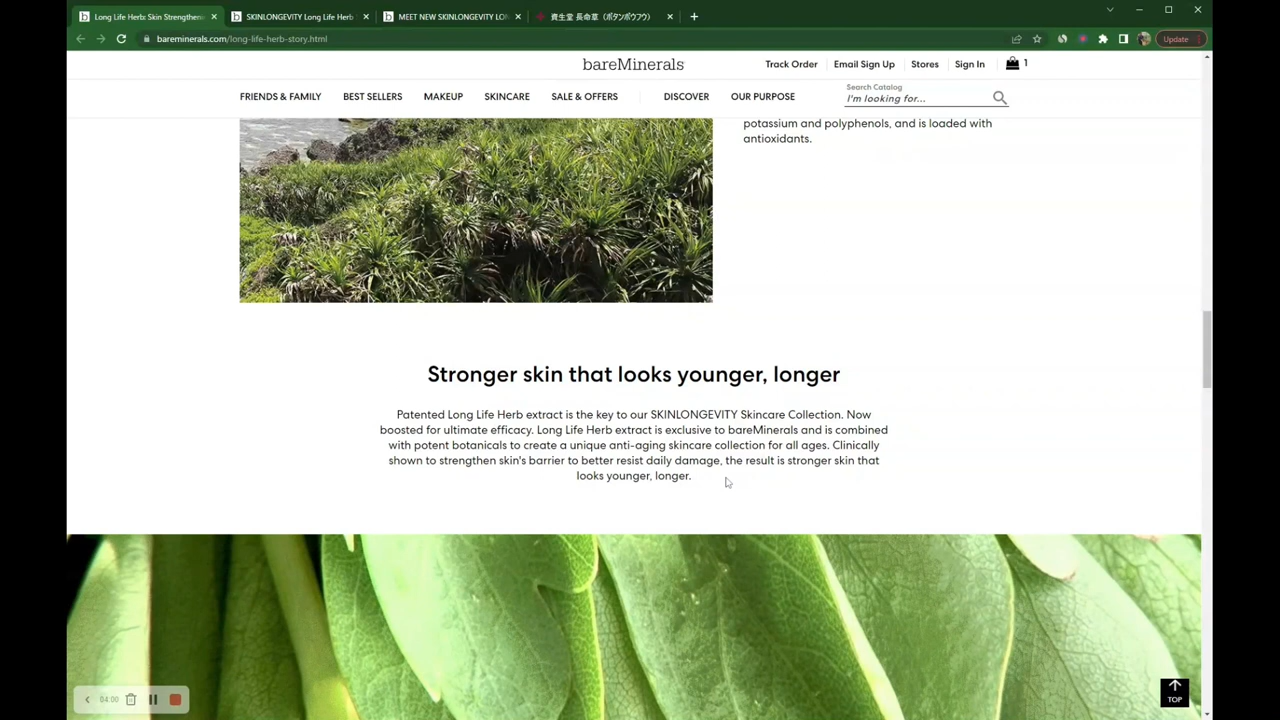 Long Life Herb: Skin Strengthene
SKINLONGEVITY Long Life Herb
MEET NEW SKINLONGEVITY LO
資生堂 長命草（ボタンボウフウ）
bareminerals.com/long-life-herb-story.html
Update
bareMinerals
Track Order
Email Sign Up
Stores
Sign In
1
FRIENDS & FAMILY
BEST SELLERS
MAKEUP
SKINCARE
SALE & OFFERS
DISCOVER
OUR PURPOSE
Search Catalog
I'm looking for...
potassium and polyphenols, and is loaded with
antioxidants.
Stronger skin that looks younger, longer
Patented Long Life Herb extract is the key to our SKINLONGEVITY Skincare Collection. Now
boosted for ultimate efficacy. Long Life Herb extract is exclusive to bareMinerals and is combined
with potent botanicals to create a unique anti-aging skincare collection for all ages. Clinically
shown to strengthen skin's barrier to better resist daily damage, the result is stronger skin that
looks younger, longer.
04:00
TOP